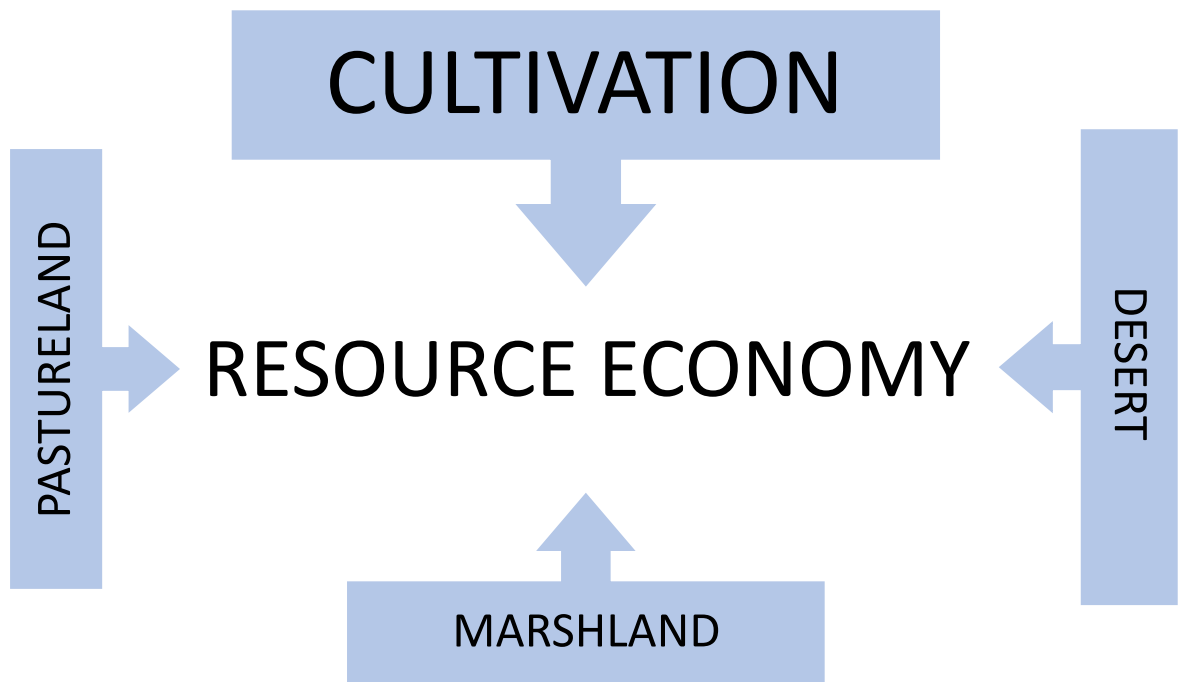 CULTIVATION
PASTURELAND
RESOURCE ECONOMY
DESERT
MARSHLAND